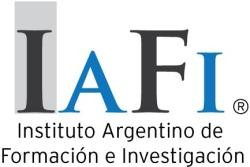 IAFI®
Instituto Argentino de
Formación e Investigación